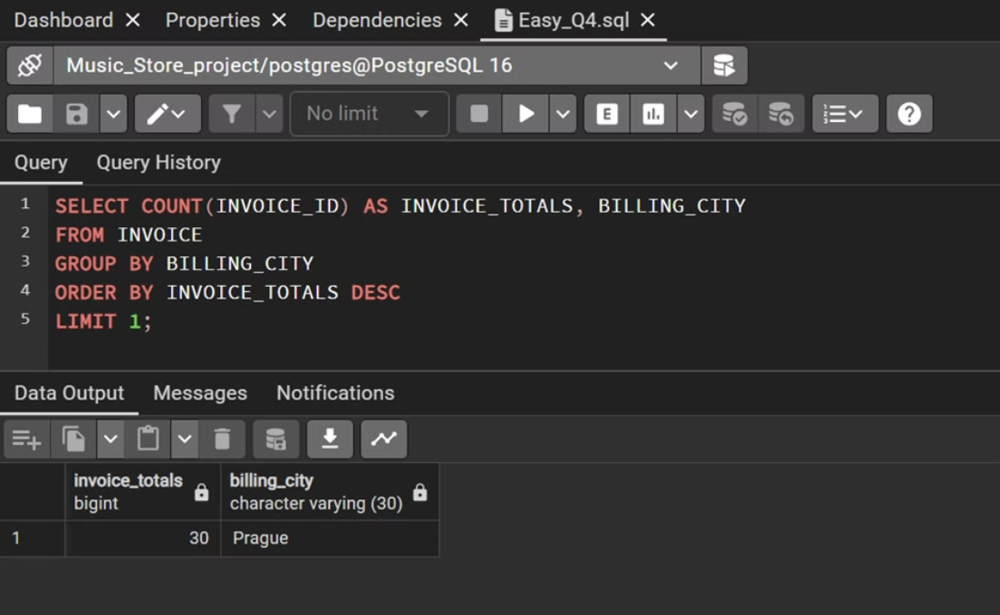 Dashboard Properties Dependencies Easy_Q4.sql
Music_Store_project/postgres@PostgreSQL 16
No limit E
Query Query History
1 SELECT COUNT(INVOICE_ID) AS INVOICE_TOTALS, BILLING_CITY
2 FROM INVOICE
3 GROUP BY BILLING_CITY
4 ORDER BY INVOICE_TOTALS DESC
5 LIMIT 1;
Data Output Messages Notifications
invoice_totals billing_city
bigint character varying (30)
1 30 Prague